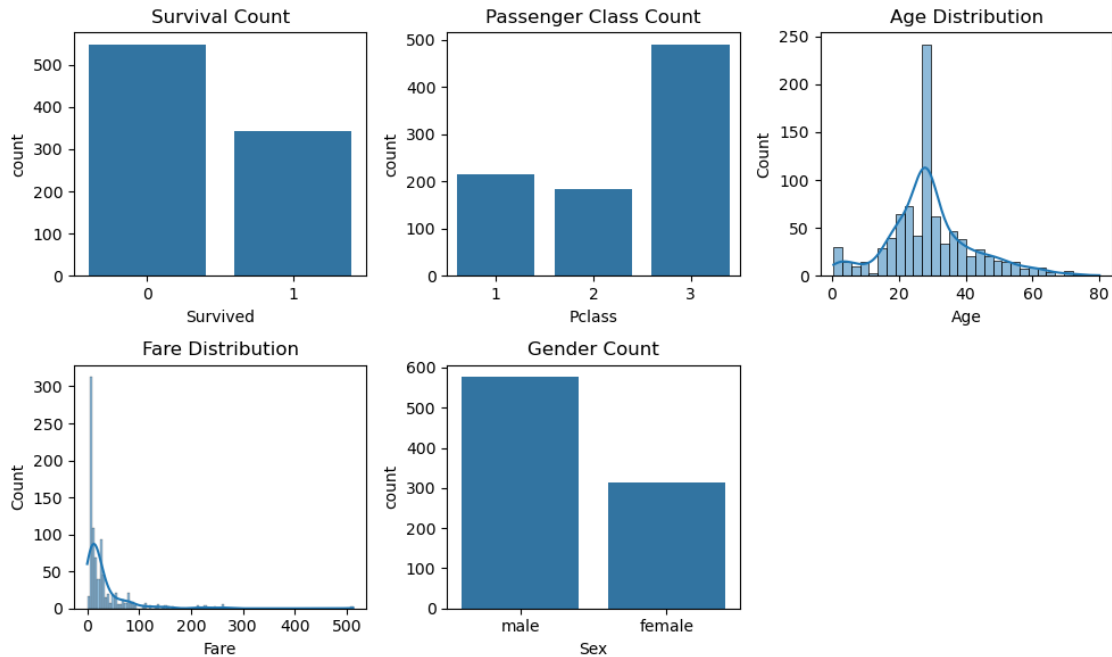 Survival Count
500
400
300
200
100
0
count
0 1
Survived
Passenger Class Count
500
400
300
200
100
0
count
1 2 3
Pclass
Age Distribution
250
200
150
100
50
0
Count
0 20 40 60 80
Age
Fare Distribution
300
250
200
150
100
50
0
Count
0 100 200 300 400 500
Fare
Gender Count
600
500
400
300
200
100
0
count
male female
Sex